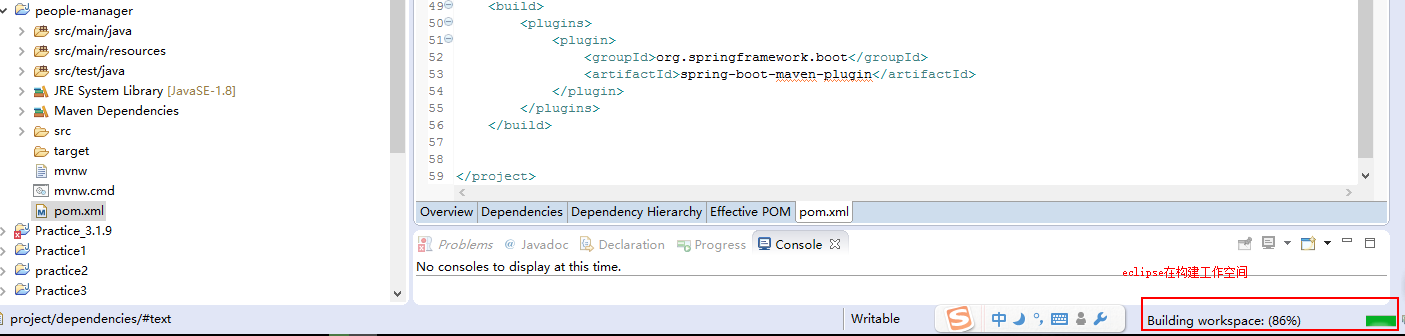 people-manager
src/main/java
src/main/resources
src/test/java
JRE System Library [JavaSE-1.8]
Maven Dependencies
src
target
mvnw
mvnw.cmd
pom.xml
Practice_3.1.9
Practice1
practice2
Practice3
49 <build>
50 <plugins>
51 <plugin>
52 <groupId>org.springframework.boot</groupId>
53 <artifactId>spring-boot-maven-plugin</artifactId>
54 </plugin>
55 </plugins>
56 </build>
57
58
59 </project>
Overview Dependencies Dependency Hierarchy Effective POM pom.xml
Problems @ Javadoc Declaration Progress Console
No consoles to display at this time.
eclipse在构建工作空间
project/dependencies/#text Writable 中 Building workspace: (86%)